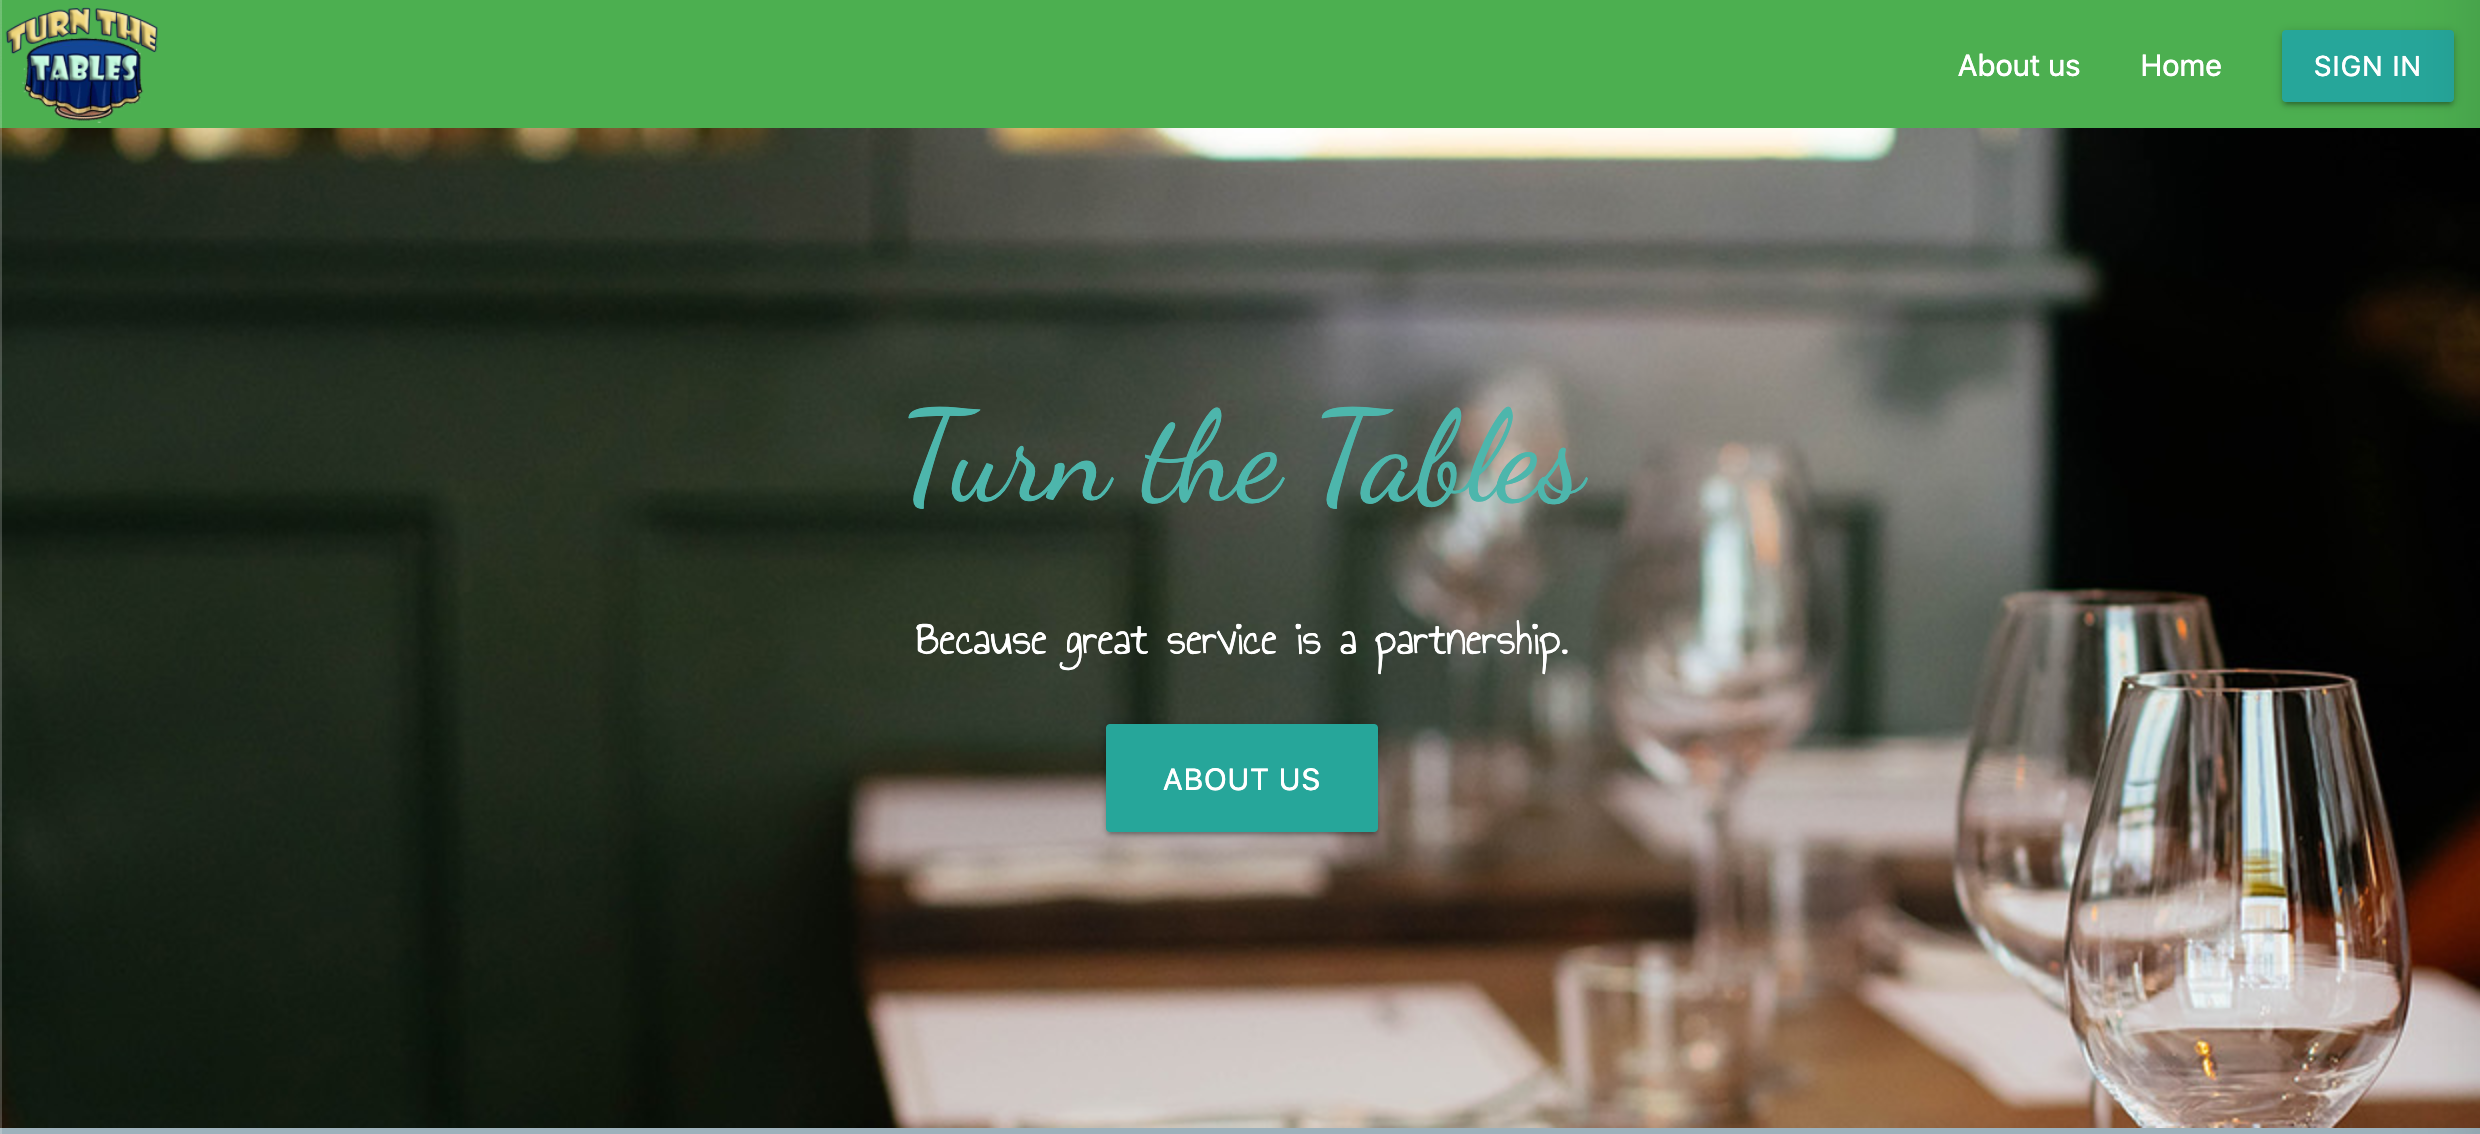 TURN THE
TABLES
About us
Home
SIGN IN
Turn the Tables
Because great service is a partnership.
ABOUT US